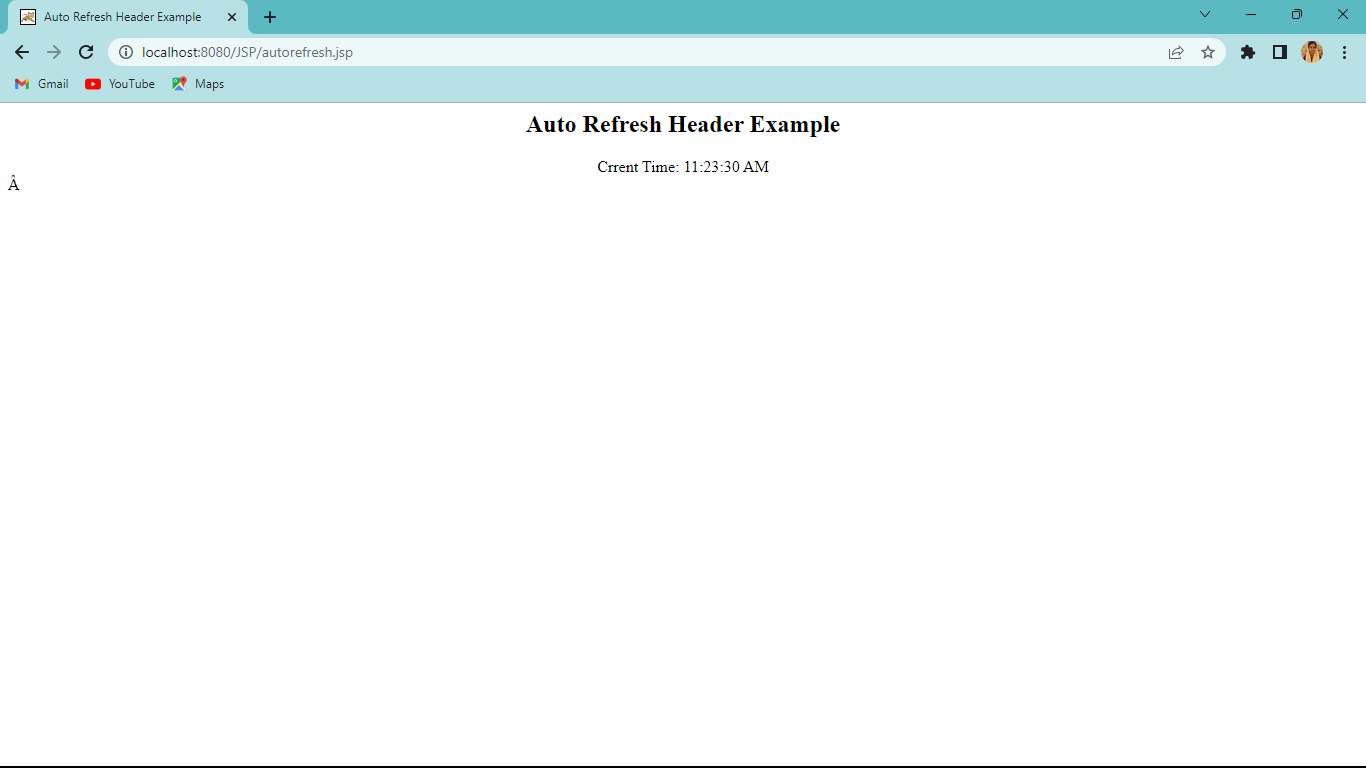 Auto Refresh Header Example
localhost:8080/JSP/autorefresh.jsp
Gmail YouTube Maps
Auto Refresh Header Example
Crrent Time: 11:23:30 AM
Â